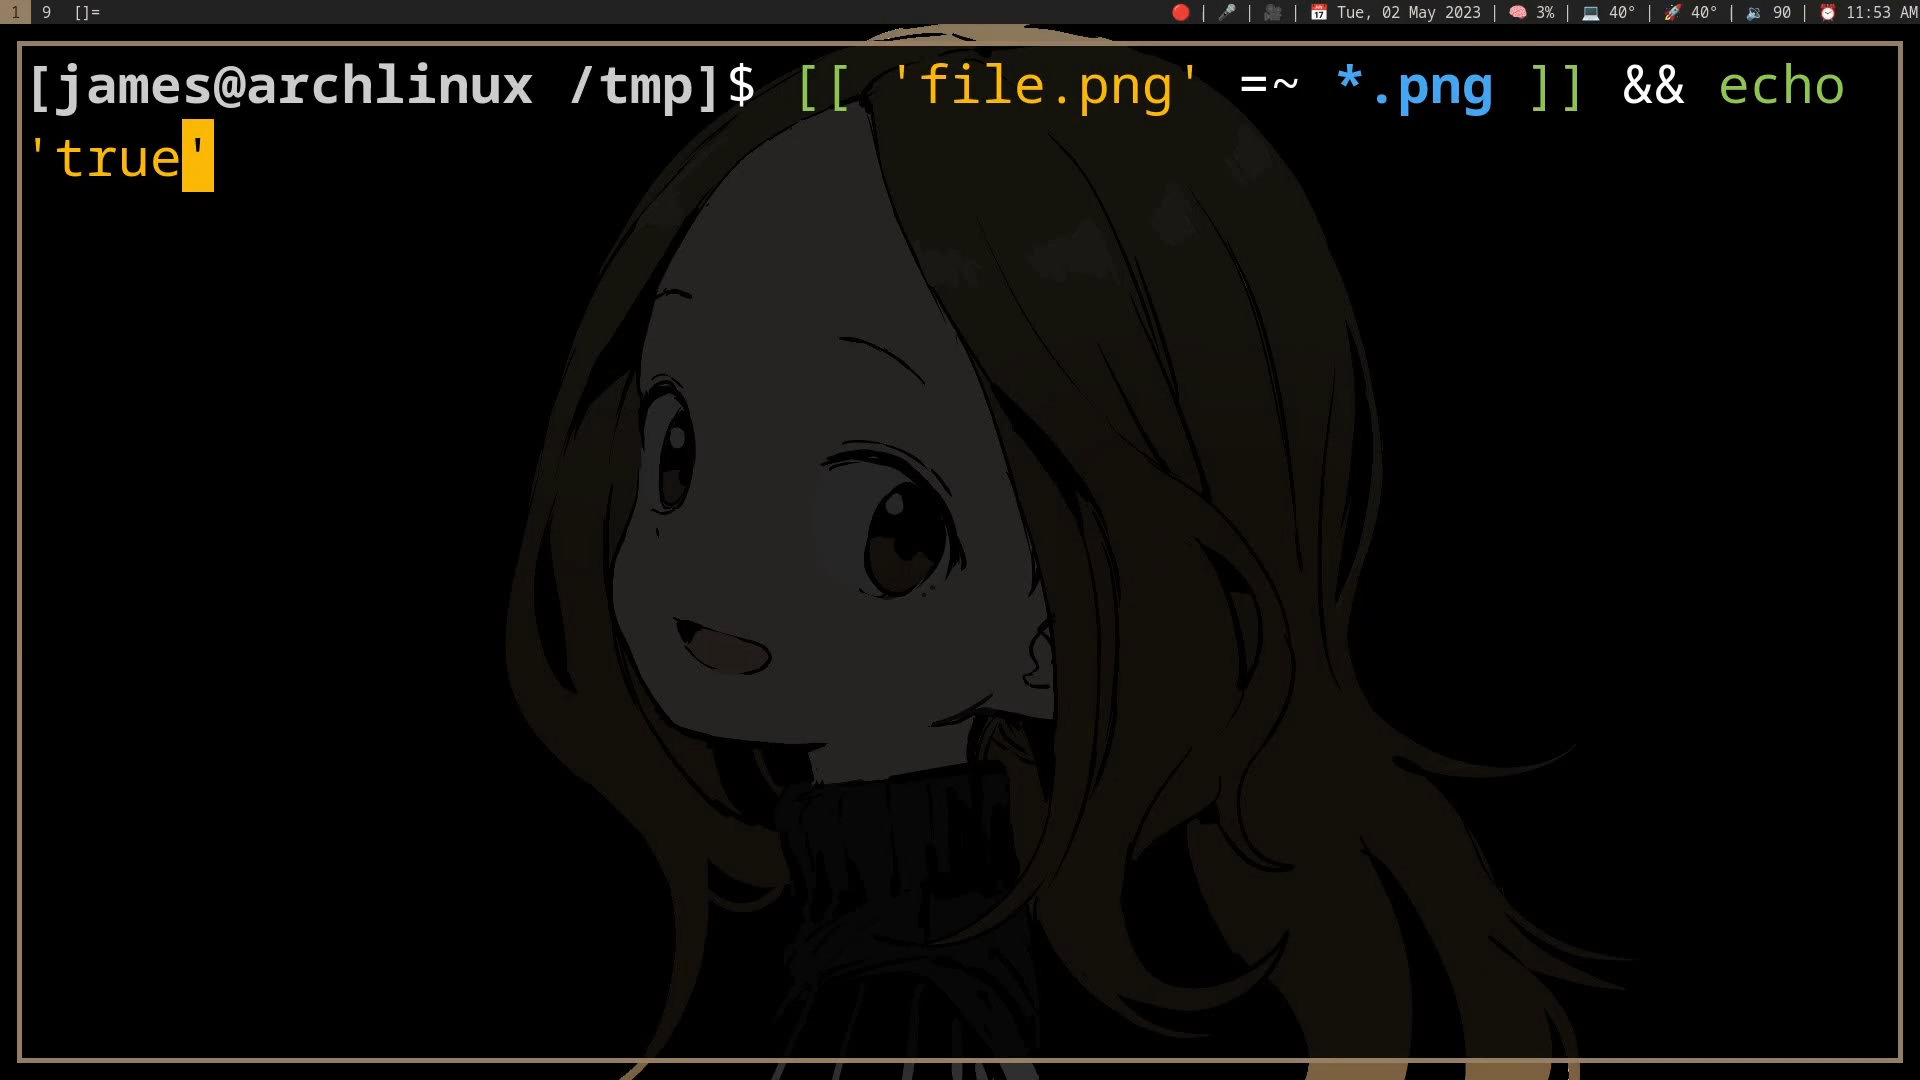 1 9 []= 🔴 | 🎤 | 🎥 | 📅 Tue, 02 May 2023 | 🧠 3% | 💻 40° | 🚀 40° | 🔉 90 | ⏰ 11:53 AM
[james@archlinux /tmp]$ [[ 'file.png' =~ *.png ]] && echo
'true'